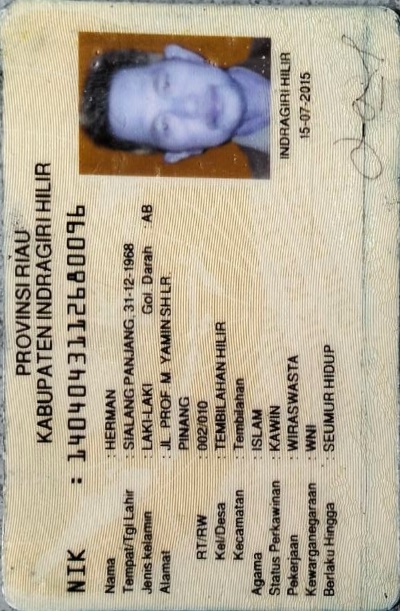 PROVINSI RIAU
KABUPATEN INDRAGIRI HILIR
NIK : 1404043112680096
Nama : HERMAN
Tempat/Tgl Lahir : SIALANG PANJANG, 31-12-1968
Jenis kelamin : LAKI-LAKI Gol. Darah : AB
Alamat : JL. PROF. M. YAMIN SH LR.
PINANG
RT/RW : 002/010
Kel/Desa : TEMBILAHAN HILIR
Kecamatan : Tembilahan
Agama : ISLAM
Status Perkawinan : KAWIN
Pekerjaan : WIRASWASTA
Kewarganegaraan : WNI
Berlaku Hingga : SEUMUR HIDUP
INDRAGIRI HILIR
15-07-2015